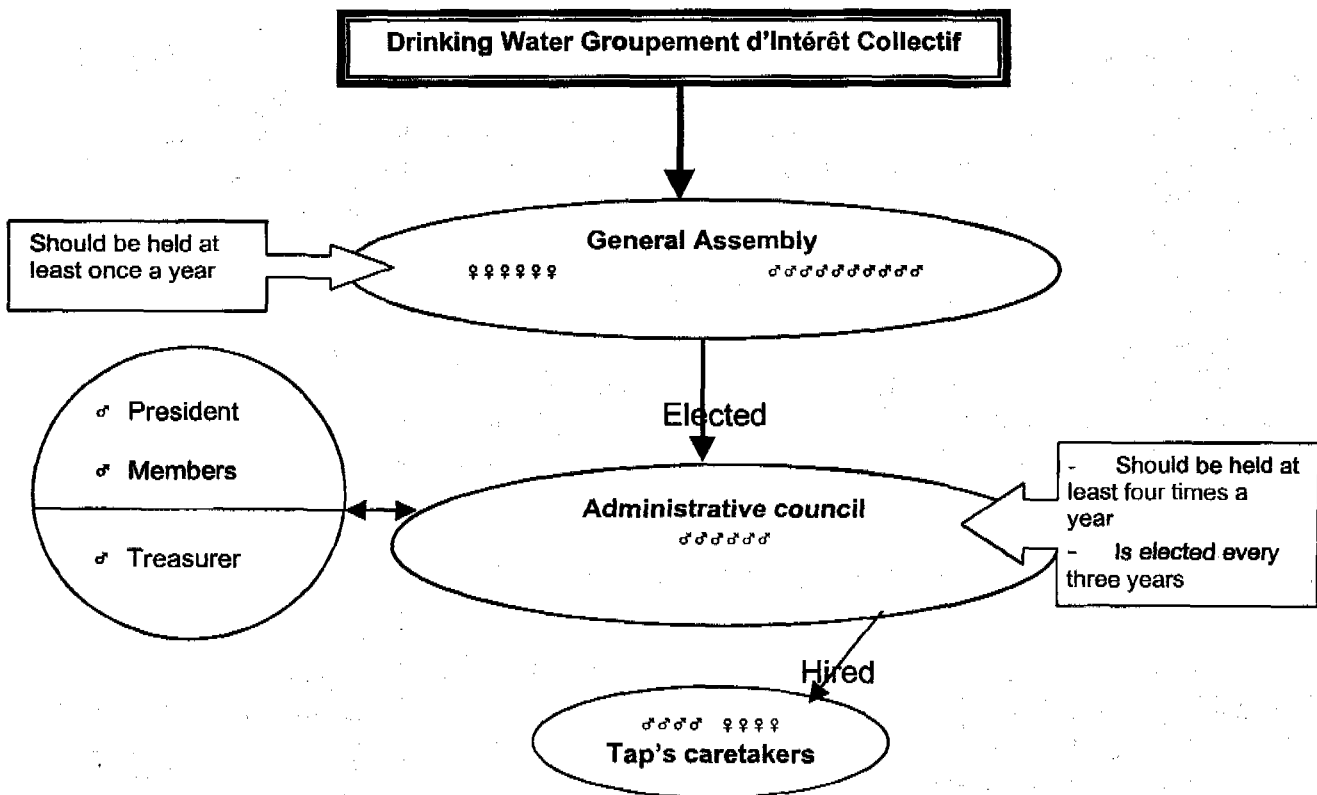 Drinking Water Groupement d'Intérêt Collectif
General Assembly
♀♀♀♀♀♀ ♂♂♂♂♂♂♂♂♂♂
Should be held at
least once a year
Elected
♂ President
♂ Members
♂ Treasurer
Administrative council
♂♂♂♂♂♂
- Should be held at
least four times a
year
- Is elected every
three years
Hired
♂♂♂♂ ♀♀♀♀
Tap's caretakers